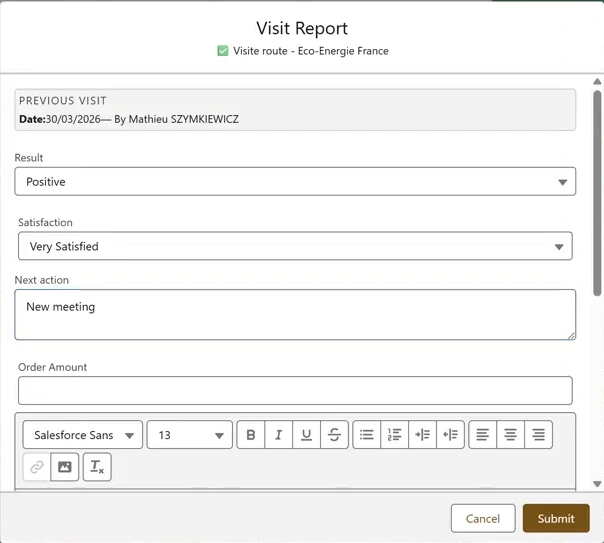 Visit Report
✅ Visite route - Eco-Energie France
PREVIOUS VISIT
Date:30/03/2026— By Mathieu SZYMKIEWICZ
Result
Positive
Satisfaction
Very Satisfied
Next action
New meeting
Order Amount
Salesforce Sans 13 B I U S
Cancel Submit